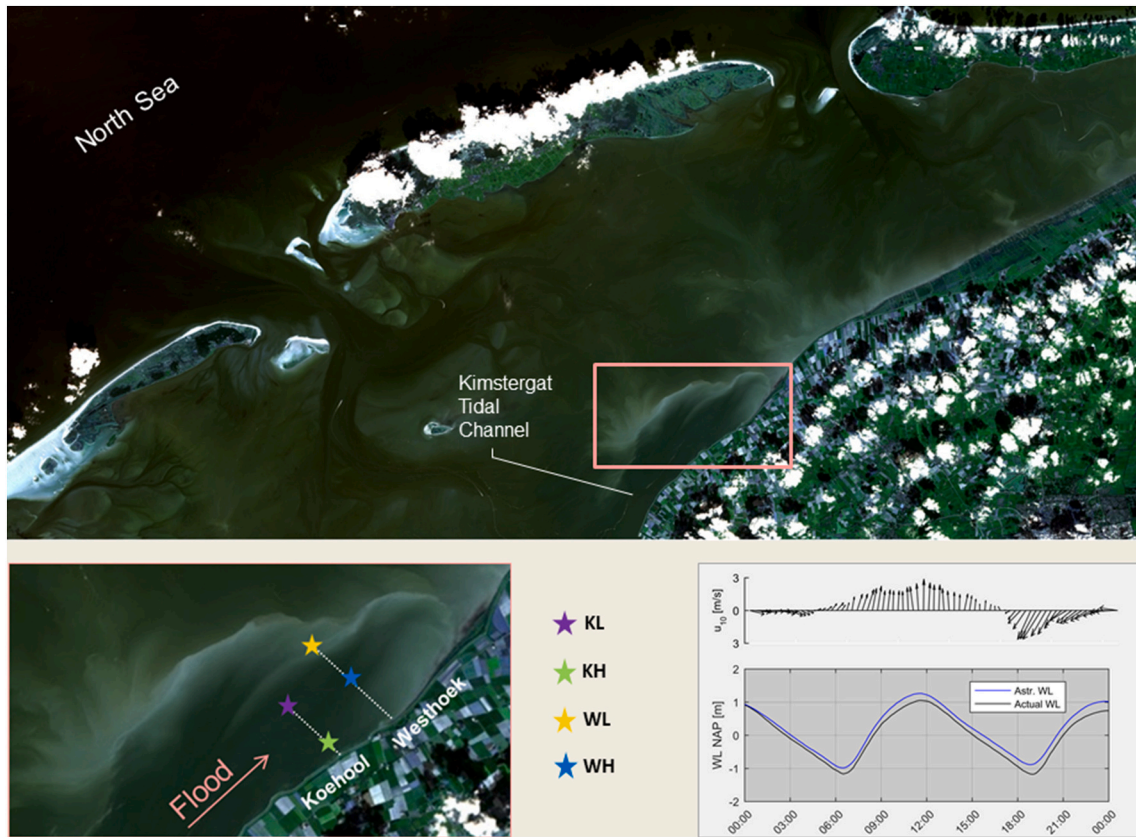 North Sea
Kimstergat
Tidal
Channel
Koehool
Westhoek
Flood
KL
KH
WL
WH
3
0
3
u10 [m/s]
2
1
0
-1
-2
WL NAP [m]
Astr. WL
Actual WL
00:00
03:00
06:00
09:00
12:00
15:00
18:00
21:00
00:00